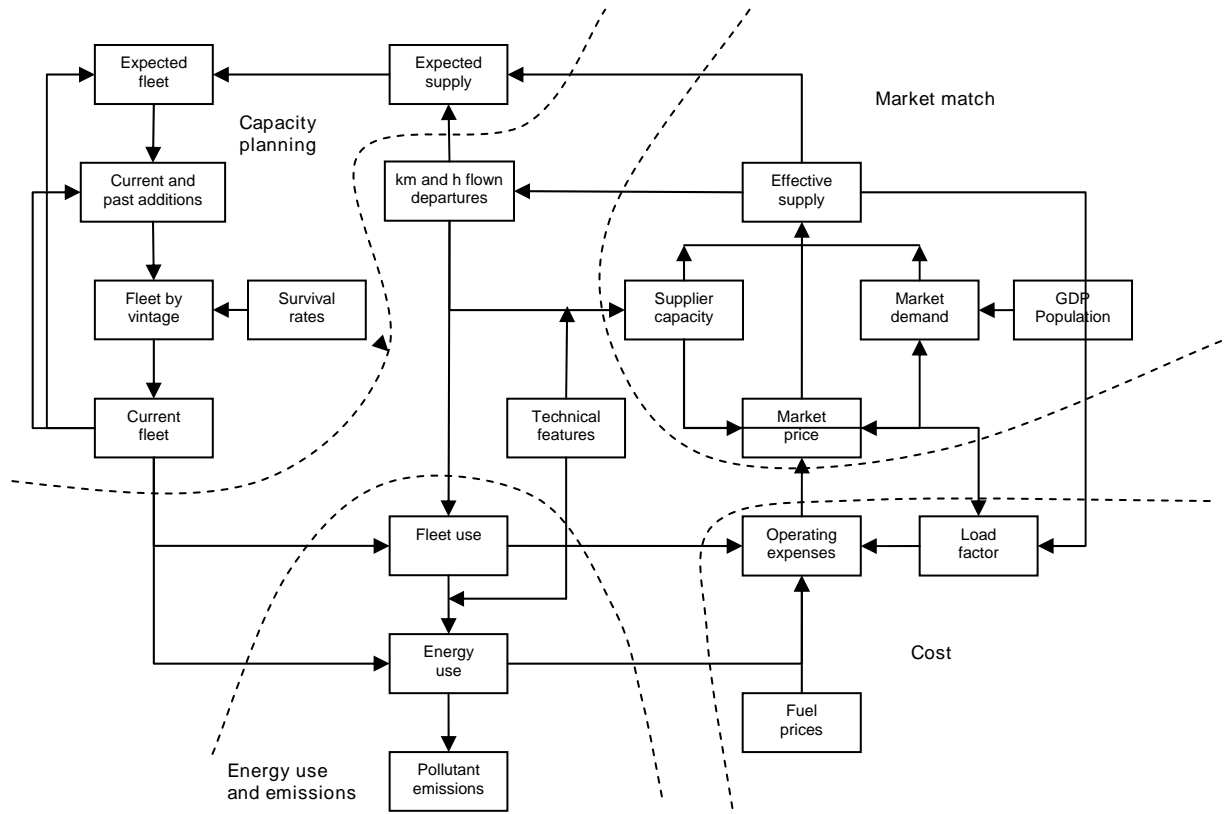 Expected
fleet
Expected
supply
Market match
Capacity
planning
Current and
past additions
km and h flown
departures
Effective
supply
Fleet by
vintage
Survival
rates
Supplier
capacity
Market
demand
GDP
Population
Current
fleet
Technical
features
Market
price
Fleet use
Operating
expenses
Load
factor
Energy
use
Cost
Fuel
prices
Energy use
and emissions
Pollutant
emissions